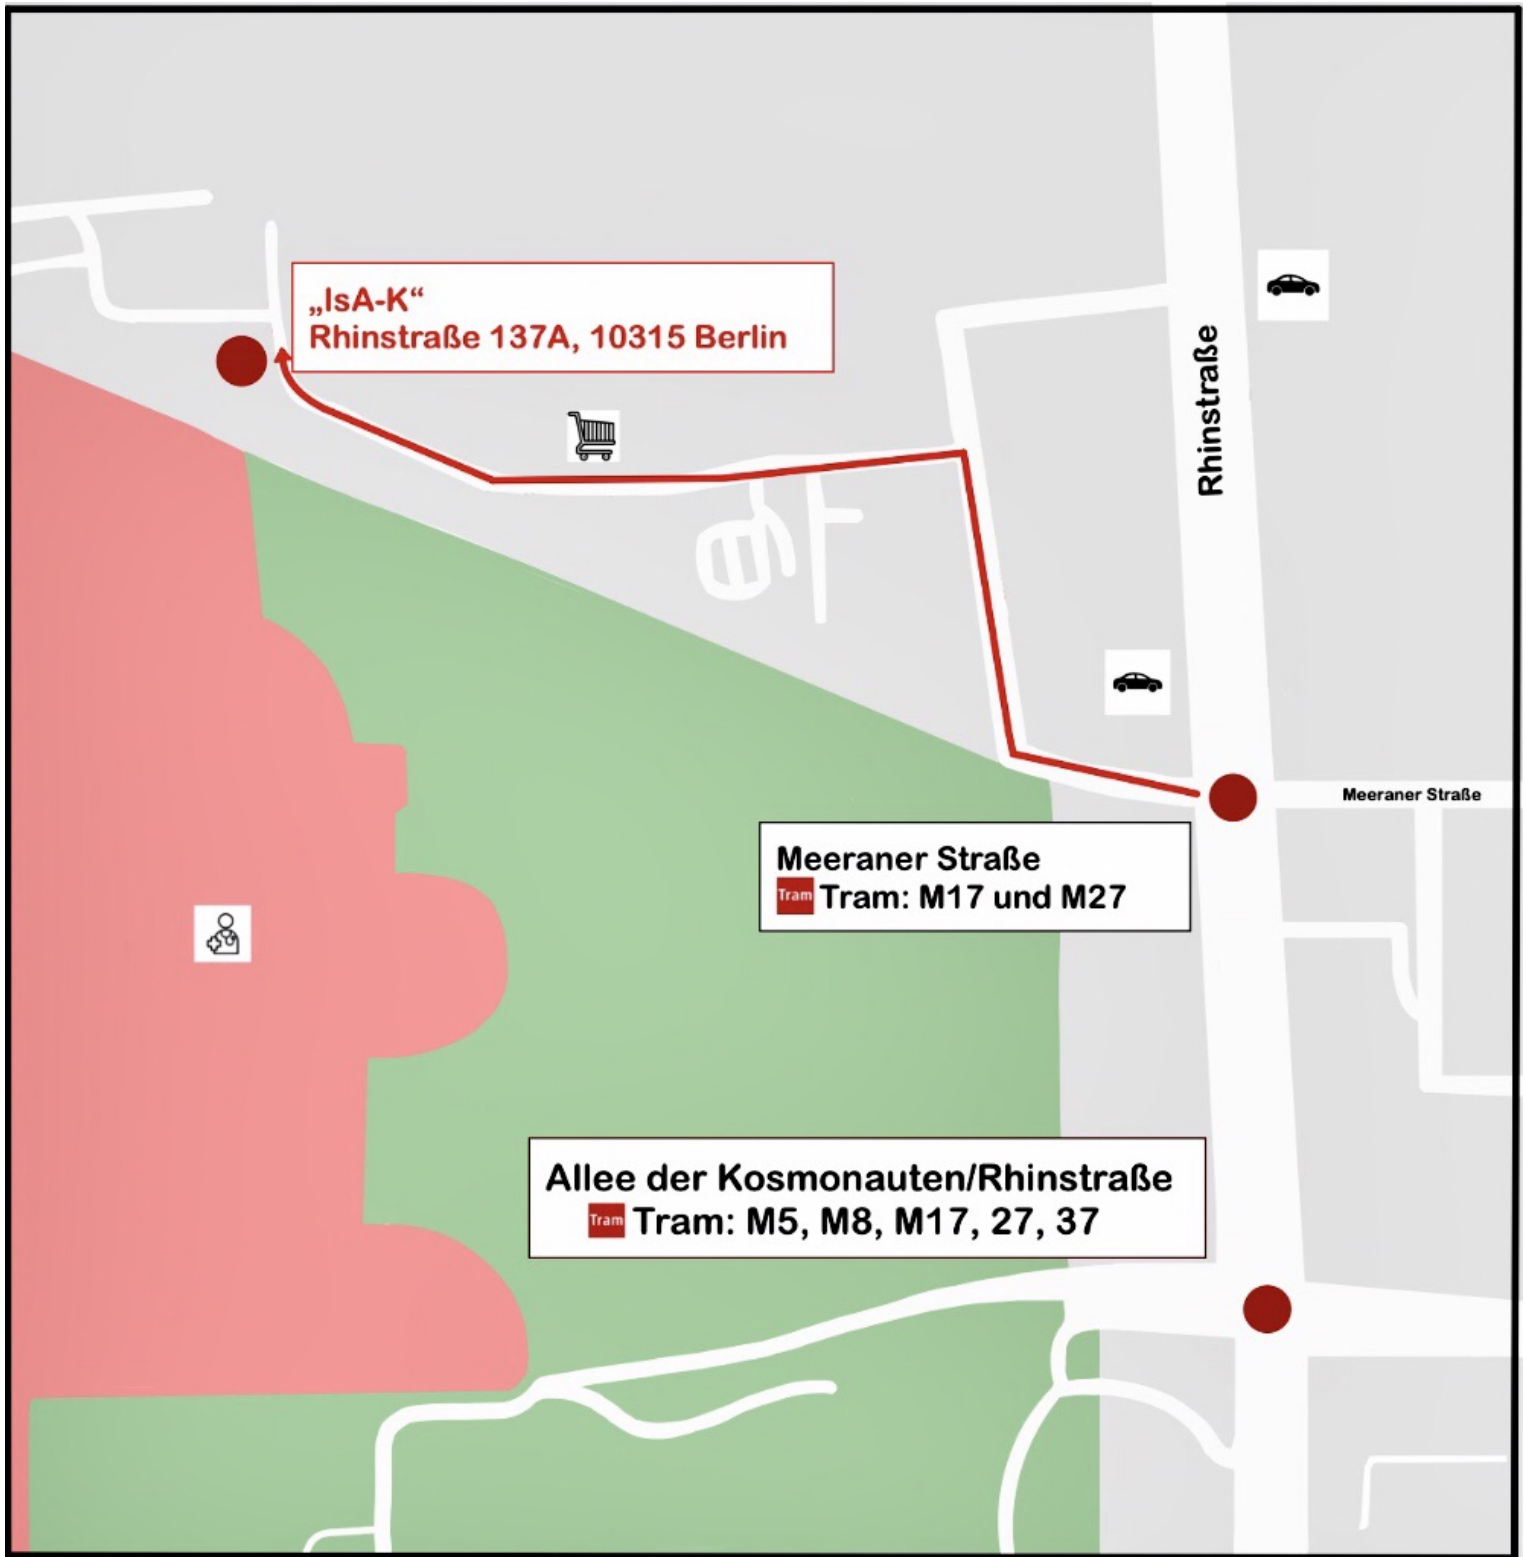 „IsA-K“
Rhinstraße 137A, 10315 Berlin
Rhinstraße
Meeraner Straße
Meeraner Straße
Tram Tram: M17 und M27
Allee der Kosmonauten/Rhinstraße
Tram Tram: M5, M8, M17, 27, 37